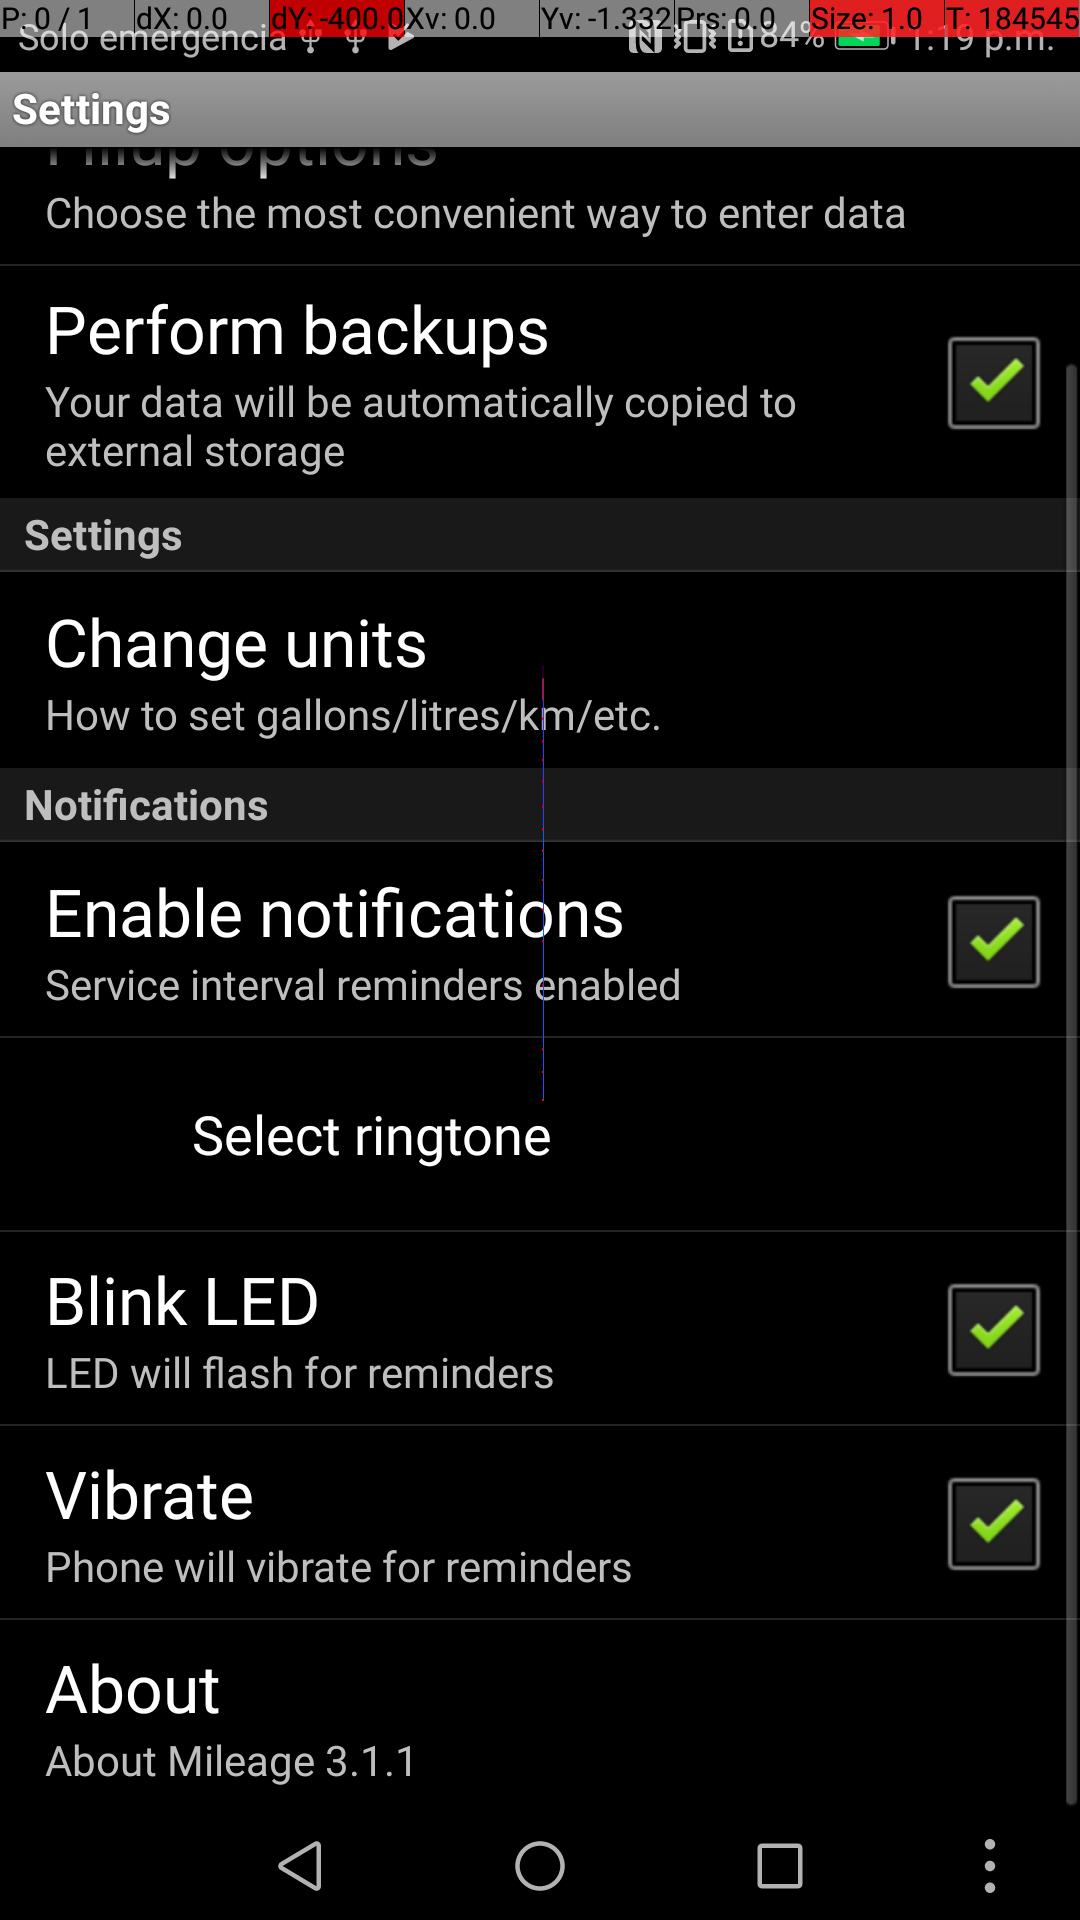 P: 0 / 1 dX: 0.0 dY: -400.0 Xv: 0.0 Yv: -1.332 Prs: 0.0 Size: 1.0 T: 184545
Solo emergencia 84% 1:19 p.m.
Settings
Fillup options
Choose the most convenient way to enter data
Perform backups
Your data will be automatically copied to
external storage
Settings
Change units
How to set gallons/litres/km/etc.
Notifications
Enable notifications
Service interval reminders enabled
Select ringtone
Blink LED
LED will flash for reminders
Vibrate
Phone will vibrate for reminders
About
About Mileage 3.1.1